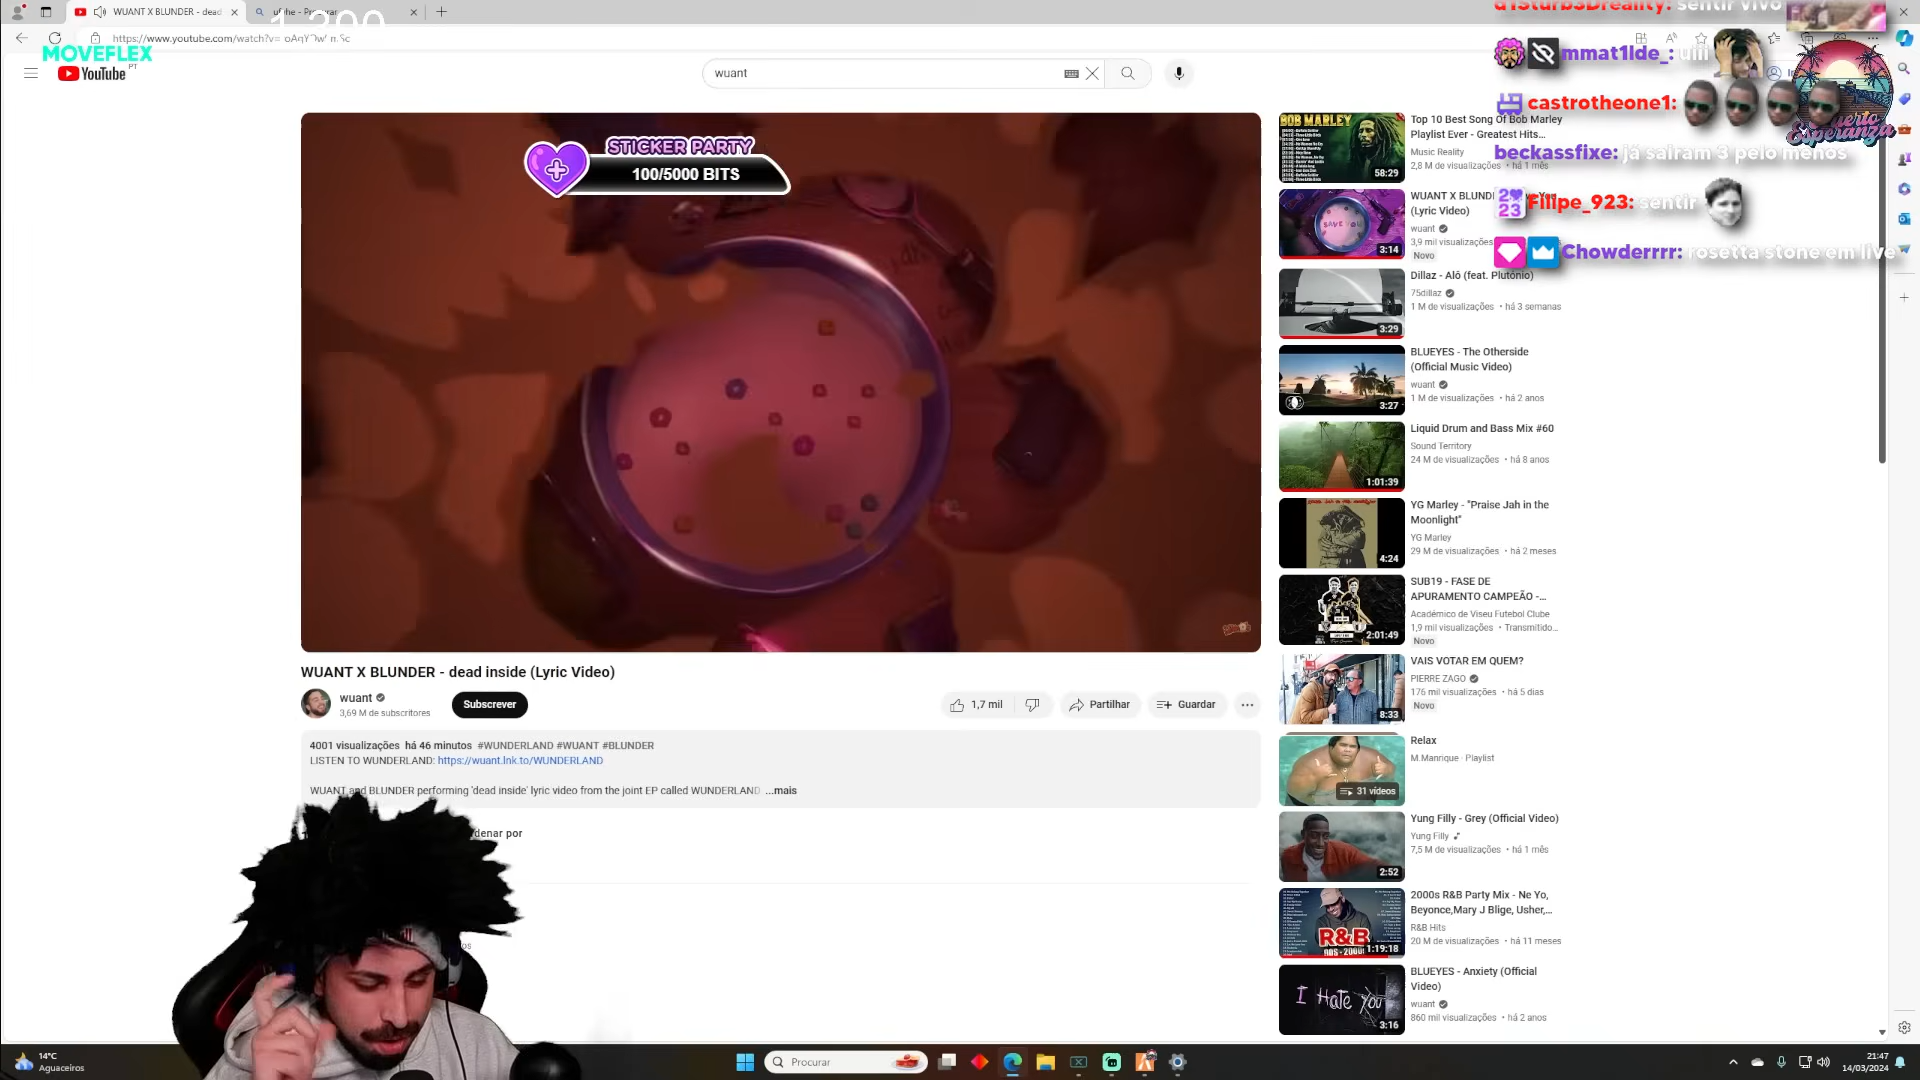 WUANT X BLUNDER - dead
https://www.youtube.com/watch?v=
MOVEFLEX
YouTube PT
wuant
STICKER PARTY
100/5000 BITS
d1sturb3Dreality: sentir vivo
mmat1lde_: uiii
castrotheone1:
beckassfixe: já sairam 3 pelo menos
Filipe_923: sentir
Chowderrrr: rosetta stone em live
Puerto
Esperanza
BOB MARLEY
58:29
Top 10 Best Song Of Bob Marley
Playlist Ever - Greatest Hits...
Music Reality
2,8 M de visualizações • há 1 mês
SAVE YOU
3:14
WUANT X BLUNDER
(Lyric Video)
wuant
3,9 mil visualizações
Novo
3:29
Dillaz - Alô (feat. Plutónio)
75dillaz
1 M de visualizações • há 3 semanas
3:27
BLUEYES - The Otherside
(Official Music Video)
wuant
1 M de visualizações • há 2 anos
1:01:39
Liquid Drum and Bass Mix #60
Sound Territory
24 M de visualizações • há 8 anos
4:24
YG Marley - "Praise Jah in the
Moonlight"
YG Marley
29 M de visualizações • há 2 meses
2:01:49
SUB19 - FASE DE
APURAMENTO CAMPEÃO -...
Académico de Viseu Futebol Clube
1,9 mil visualizações • Transmitido...
Novo
8:33
VAIS VOTAR EM QUEM?
PIERRE ZAGO
176 mil visualizações • há 5 dias
Novo
31 vídeos
Relax
M.Manrique · Playlist
2:52
Yung Filly - Grey (Official Video)
Yung Filly
7,5 M de visualizações • há 1 mês
R&B
1:19:18
2000s R&B Party Mix - Ne Yo,
Beyonce,Mary J Blige, Usher,...
R&B Hits
20 M de visualizações • há 11 meses
I HATE YOU
3:16
BLUEYES - Anxiety (Official
Video)
wuant
860 mil visualizações • há 2 anos
WUANT X BLUNDER - dead inside (Lyric Video)
wuant
3,69 M de subscritores
Subscrever
1,7 mil
Partilhar
Guardar
4001 visualizações há 46 minutos #WUNDERLAND #WUANT #BLUNDER
LISTEN TO WUNDERLAND: https://wuant.lnk.to/WUNDERLAND
WUANT and BLUNDER performing 'dead inside' lyric video from the joint EP called WUNDERLAND. ...mais
denar por
14°C
Aguaceiros
Procurar
21:47
14/03/2024